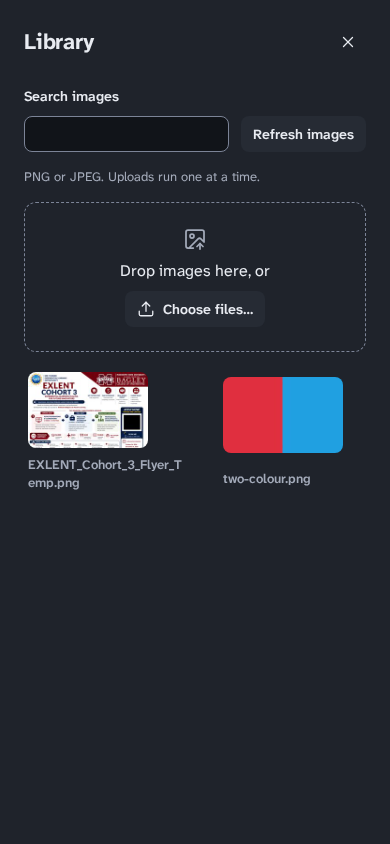 Library
Search images
Refresh images
PNG or JPEG. Uploads run one at a time.
Drop images here, or
Choose files...
EXLENT
COHORT 3
EXLENT_Cohort_3_Flyer_T
emp.png
two-colour.png